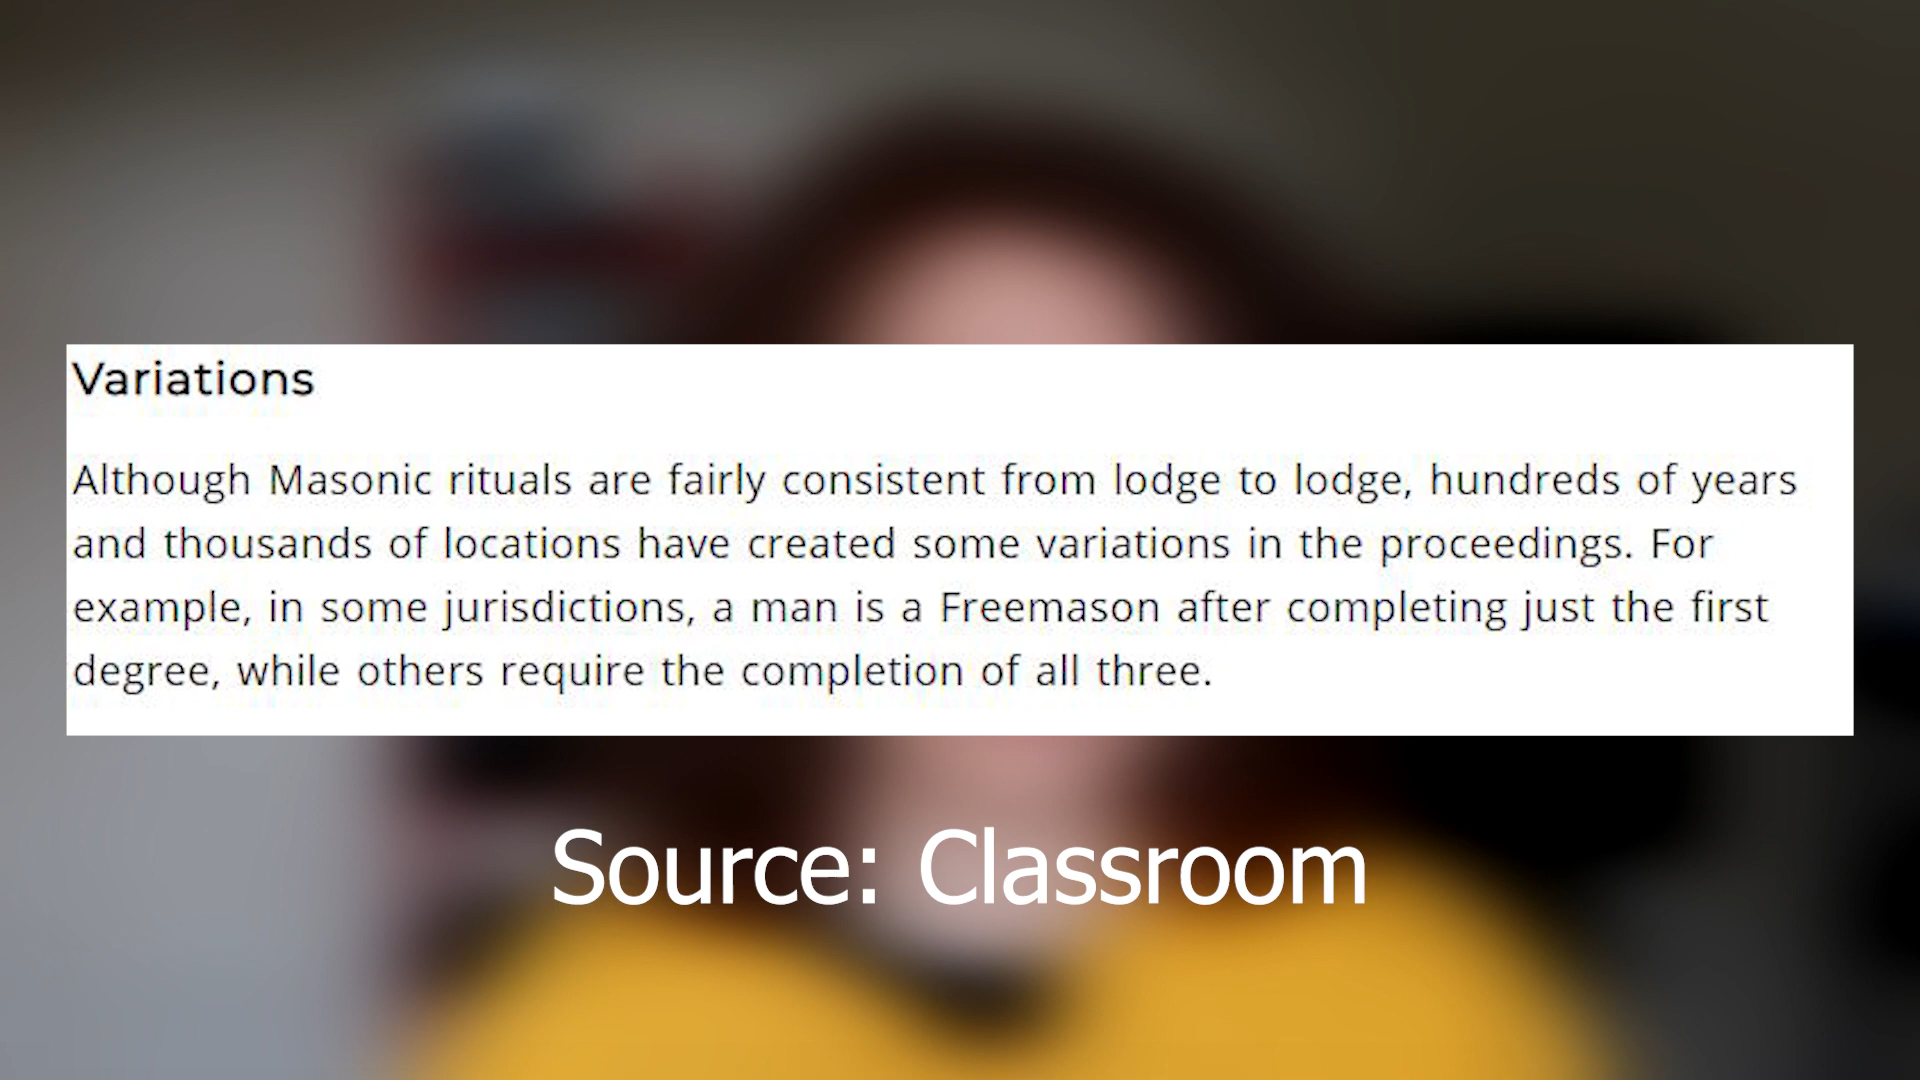 Variations
Although Masonic rituals are fairly consistent from lodge to lodge, hundreds of years
and thousands of locations have created some variations in the proceedings. For
example, in some jurisdictions, a man is a Freemason after completing just the first
degree, while others require the completion of all three.
Source: Classroom